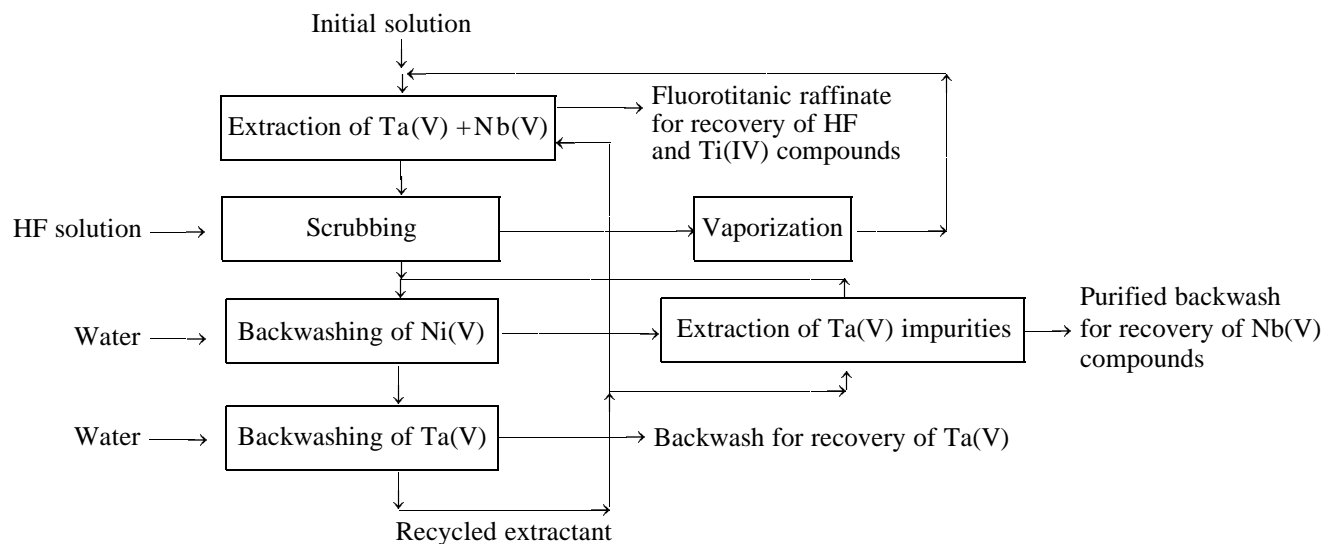 Initial solution
Extraction of Ta(V) +Nb(V)
Fluorotitanic raffinate
for recovery of HF
and Ti(IV) compounds
HF solution
Scrubbing
Vaporization
Water
Backwashing of Ni(V)
Extraction of Ta(V) impurities
Purified backwash
for recovery of Nb(V)
compounds
Water
Backwashing of Ta(V)
Backwash for recovery of Ta(V)
Recycled extractant